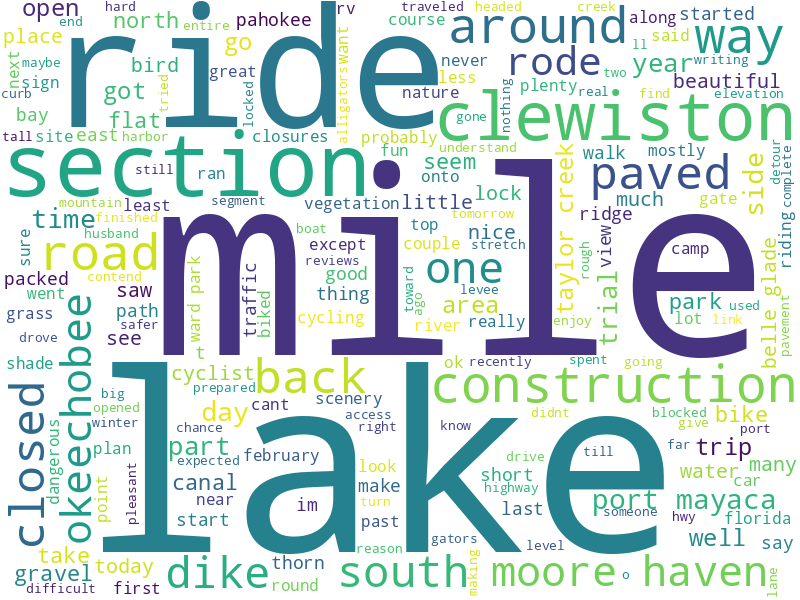 open
hard
traveled
headed
creek
rv
north
pahokee
end
entire
course
along
started
ride
around
way
place
maybe
go
want
said
ll
bird
never
rode
year
writing
next
sign
got
great
less
plenty
two
real
elevation
curb
tried
locked
alligators
nature
nothing
find
beautiful
clewiston
bay
flat
gone
tall
site
east
harbor
closures
probably
understand
section
still
ran
fun
seem
onto
walk
mostly
detour
complete
paved
side
mountain
segment
vegetation
little
lock
taylor creek
much
gate
time
least
finished
boat
top
tomorrow
ridge
riding
sure
husband
except
couple
nice
stretch
rough
view
camp
road
contend
reviews
mile
packed
saw
traffic
good
toward
levee
one
trial
belle glade
went
path
ward park
biked
thing
area
park
used
grass
safer
cycling
ago
river
really
enjoy
lot
link
pavement
drove
see
t
ok
recently
spent
going
shade
okeechobee
cyclist
back
construction
prepared
scenery
closed
big
day
cant
access
lake
didnt
blocked
bike
opened
winter
chance
right
know
give
port
dangerous
plan
part
february
till
far
trip
expected
look
drive
water
many
point
pleasant
canal
make
short
highway
car
near
turn
port mayaca
start
im
last
someone
hwy
florida
past
gators
take
today
reason
level
well
say
gravel
dike
thorn
south
making
moore haven
difficult
first
round
o
lane